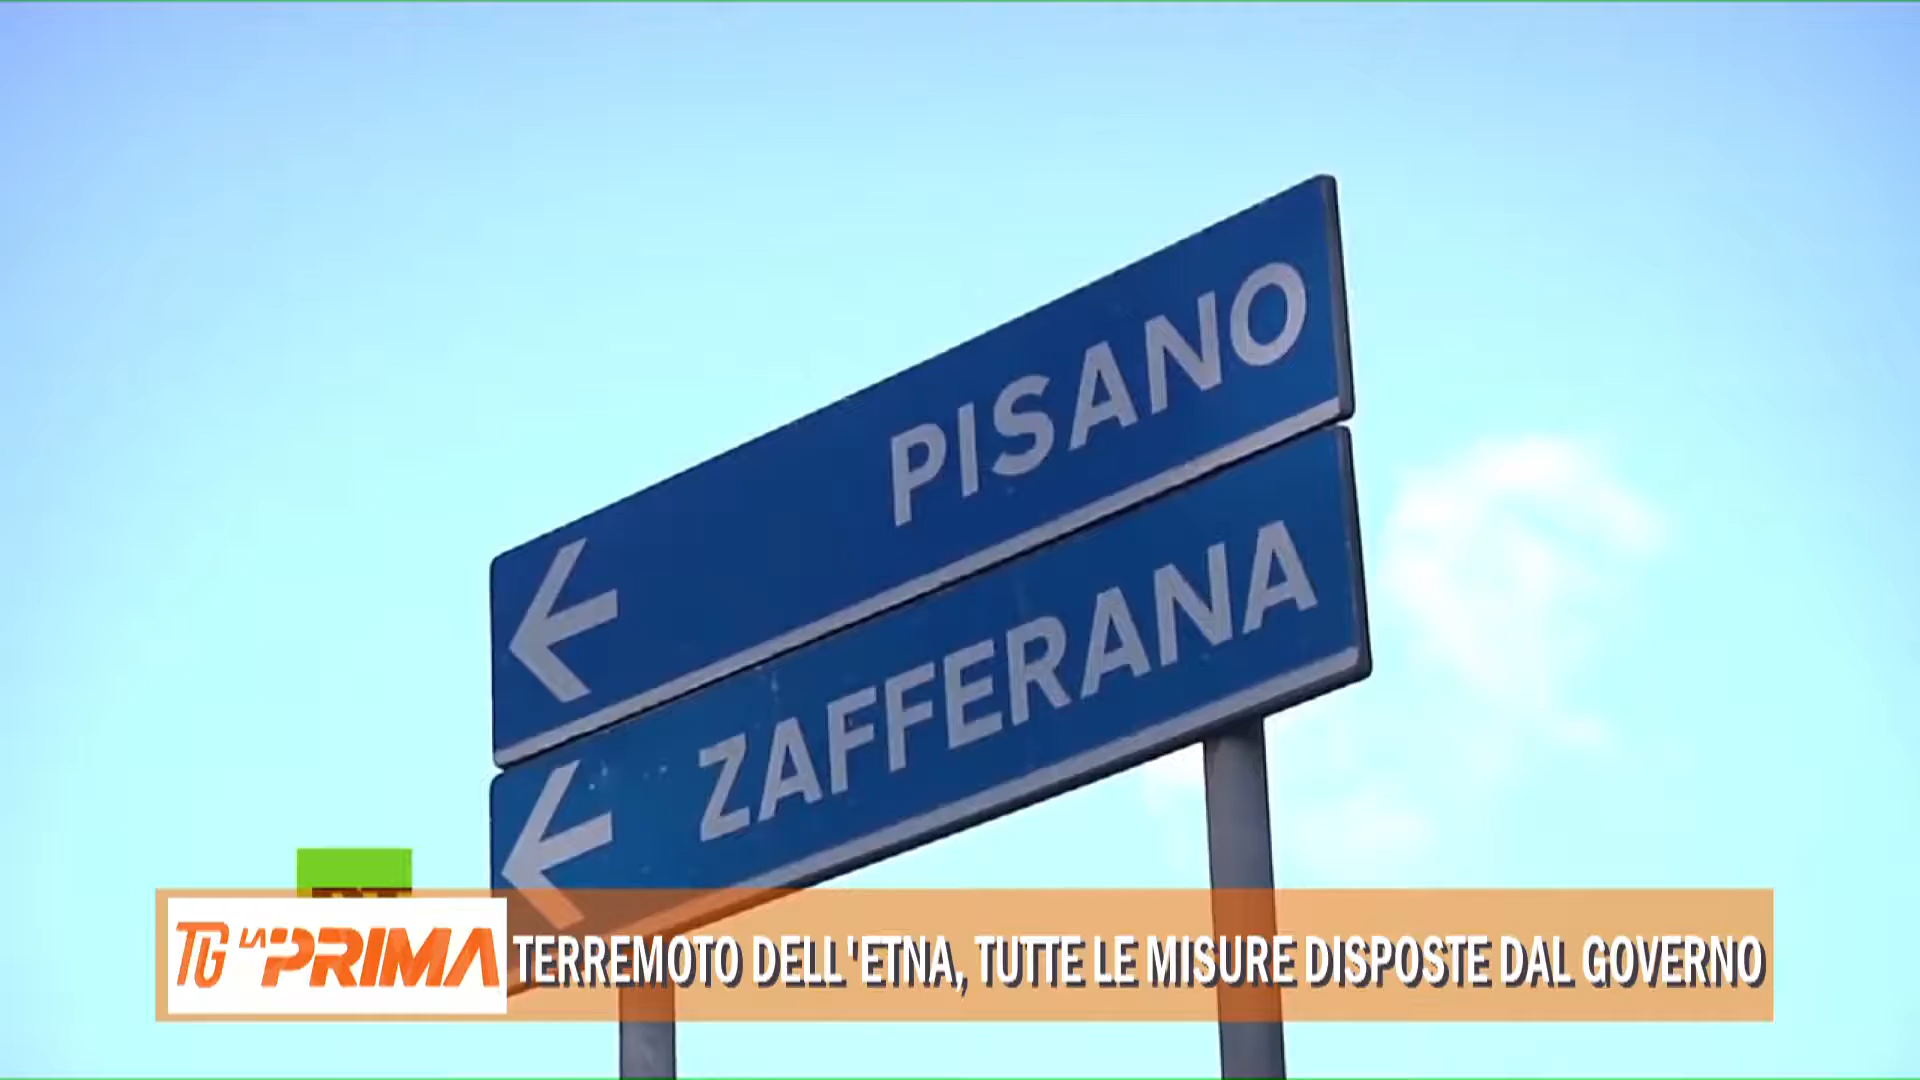 PISANO
ZAFFERANA
TG LA PRIMA
TERREMOTO DELL'ETNA, TUTTE LE MISURE DISPOSTE DAL GOVERNO